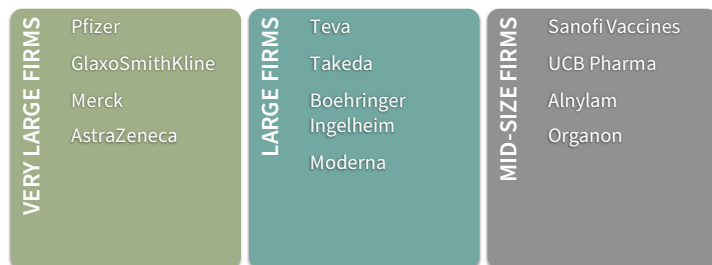 VERY LARGE FIRMS
Pfizer
GlaxoSmithKline
Merck
AstraZeneca
LARGE FIRMS
Teva
Takeda
Boehringer
Ingelheim
Moderna
MID-SIZE FIRMS
Sanofi Vaccines
UCB Pharma
Alnylam
Organon